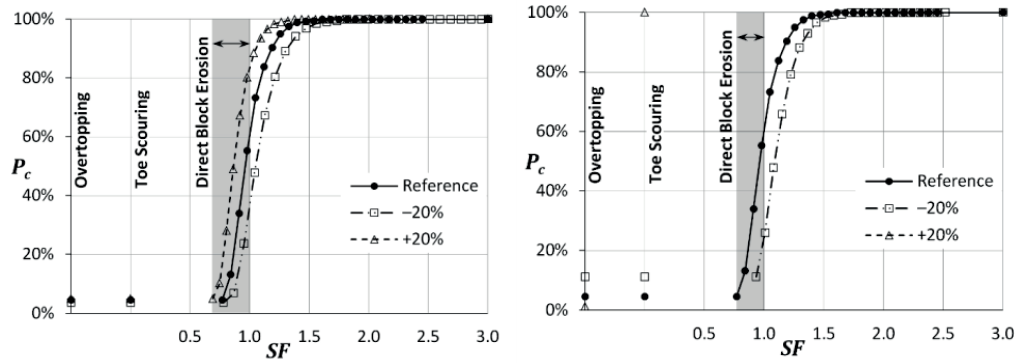 100%
80%
60%
40%
20%
0%
P_c
Overtopping
Toe Scouring
Direct Block Erosion
Reference
−20%
+20%
0.5 1.0 1.5 2.0 2.5 3.0
SF
100%
80%
60%
40%
20%
0%
P_c
Overtopping
Toe Scouring
Direct Block Erosion
Reference
−20%
+20%
0.5 1.0 1.5 2.0 2.5 3.0
SF